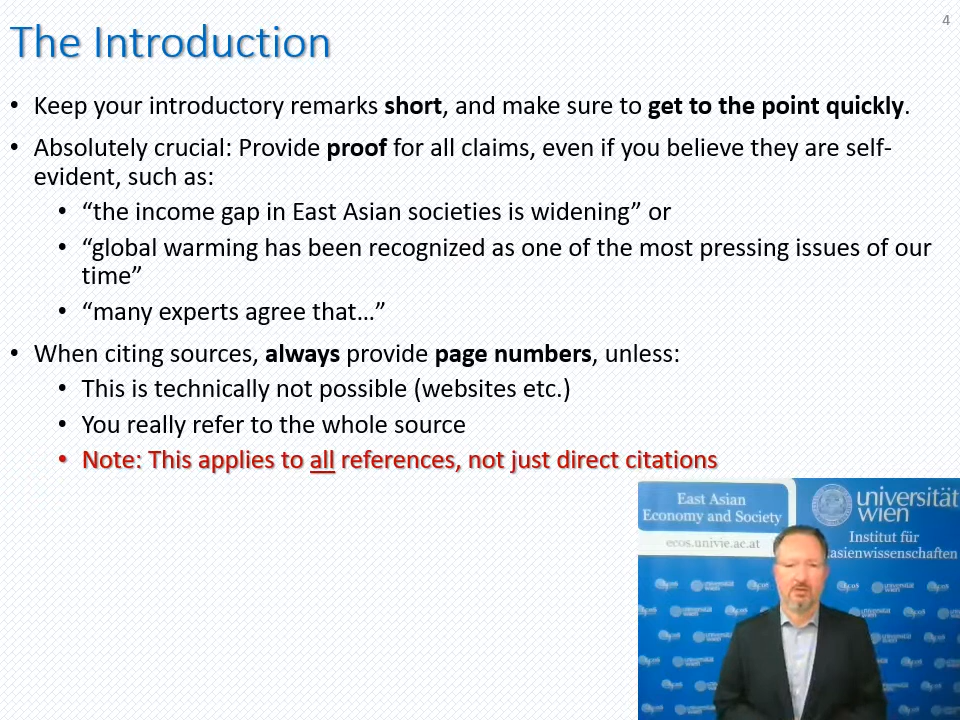 4
The Introduction
• Keep your introductory remarks short, and make sure to get to the point quickly.
• Absolutely crucial: Provide proof for all claims, even if you believe they are self-
evident, such as:
• “the income gap in East Asian societies is widening” or
• “global warming has been recognized as one of the most pressing issues of our
time”
• “many experts agree that…”
• When citing sources, always provide page numbers, unless:
• This is technically not possible (websites etc.)
• You really refer to the whole source
• Note: This applies to all references, not just direct citations
East Asian
Economy and Society
ecos.univie.ac.at
universität
wien
Institut für
asienwissenschaften